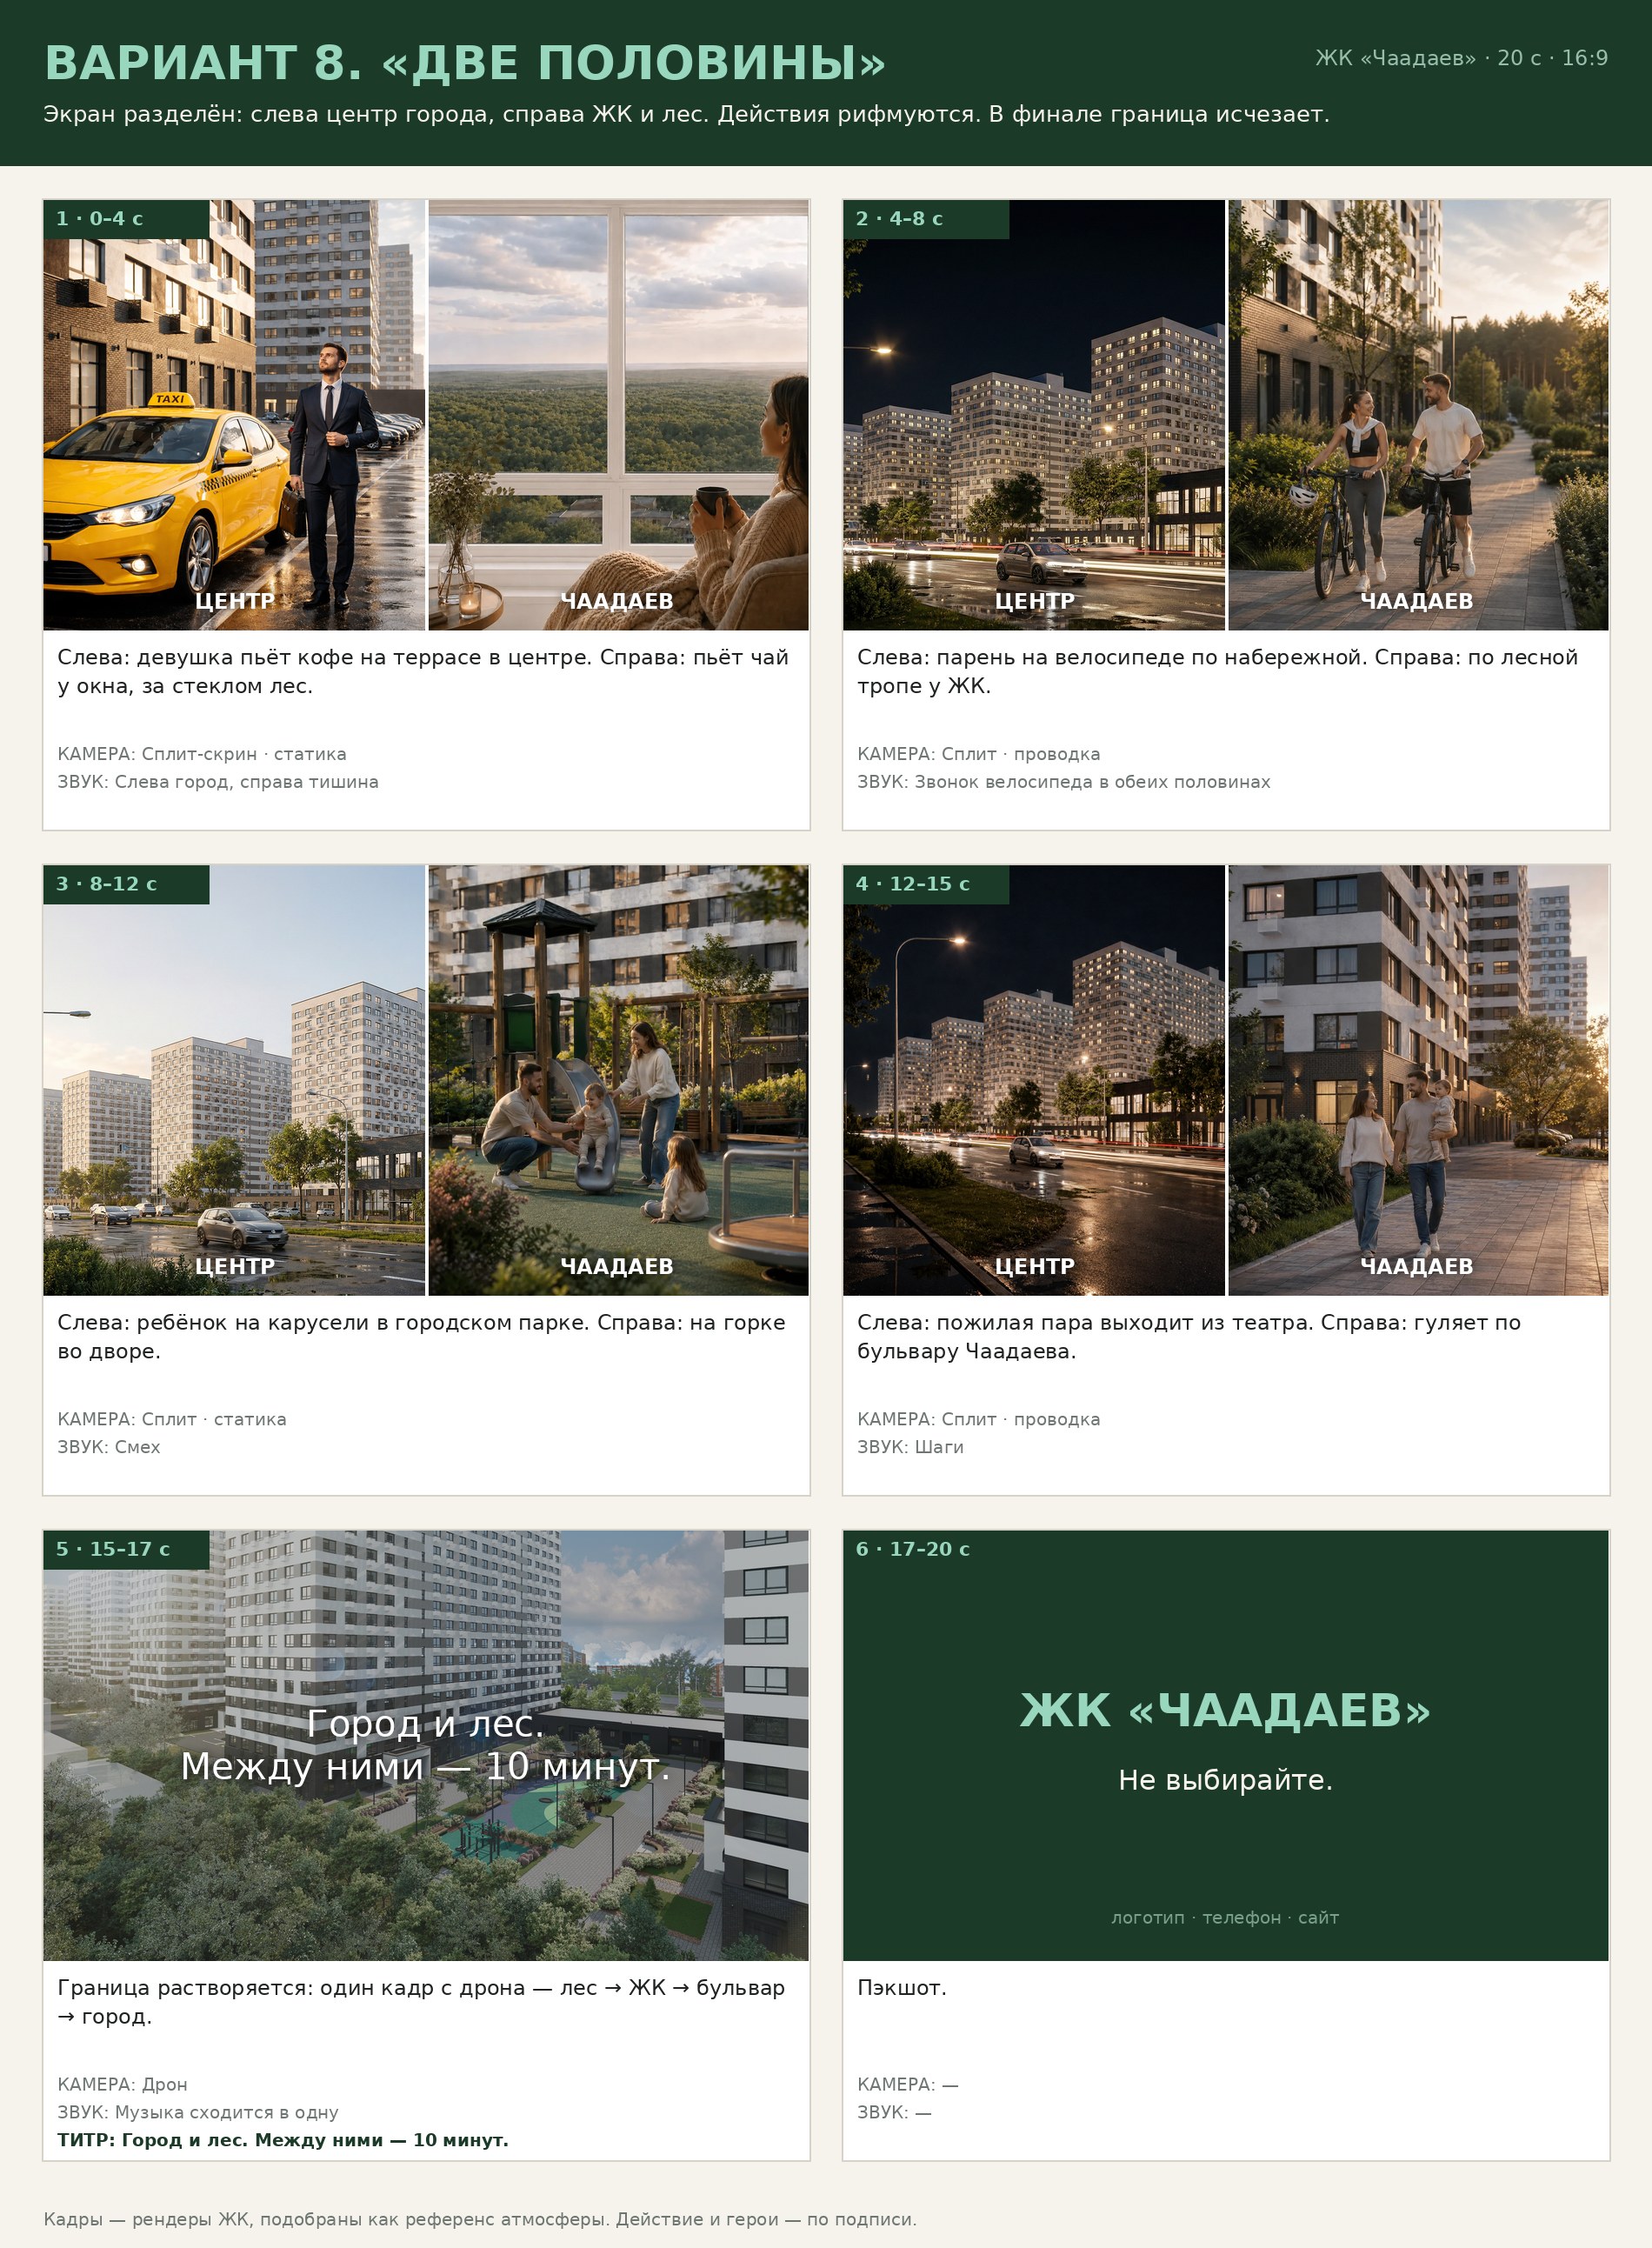 ВАРИАНТ 8. «ДВЕ ПОЛОВИНЫ»
ЖК «Чаадаев» · 20 с · 16:9
Экран разделён: слева центр города, справа ЖК и лес. Действия рифмуются. В финале граница исчезает.
1 · 0–4 с
TAXI
ЦЕНТР
ЧААДАЕВ
Слева: девушка пьёт кофе на террасе в центре. Справа: пьёт чай
у окна, за стеклом лес.
КАМЕРА: Сплит-скрин · статика
ЗВУК: Слева город, справа тишина
2 · 4–8 с
ЦЕНТР
ЧААДАЕВ
Слева: парень на велосипеде по набережной. Справа: по лесной
тропе у ЖК.
КАМЕРА: Сплит · проводка
ЗВУК: Звонок велосипеда в обеих половинах
3 · 8–12 с
ЦЕНТР
ЧААДАЕВ
Слева: ребёнок на карусели в городском парке. Справа: на горке
во дворе.
КАМЕРА: Сплит · статика
ЗВУК: Смех
4 · 12–15 с
ЦЕНТР
ЧААДАЕВ
Слева: пожилая пара выходит из театра. Справа: гуляет по
бульвару Чаадаева.
КАМЕРА: Сплит · проводка
ЗВУК: Шаги
5 · 15–17 с
Город и лес.
Между ними — 10 минут.
Граница растворяется: один кадр с дрона — лес → ЖК → бульвар
→ город.
КАМЕРА: Дрон
ЗВУК: Музыка сходится в одну
ТИТР: Город и лес. Между ними — 10 минут.
6 · 17–20 с
ЖК «ЧААДАЕВ»
Не выбирайте.
логотип · телефон · сайт
Пэкшот.
КАМЕРА: —
ЗВУК: —
Кадры — рендеры ЖК, подобраны как референс атмосферы. Действие и герои — по подписи.